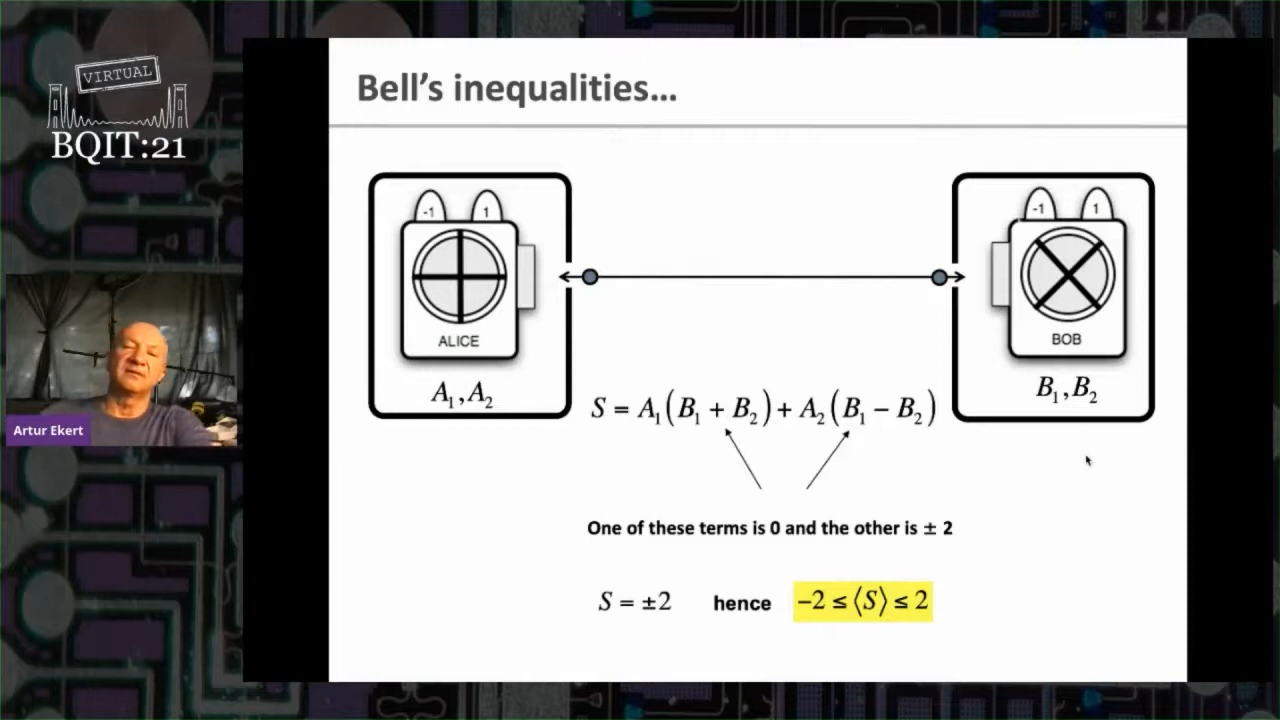 VIRTUAL
BQIT:21
Artur Ekert
Bell’s inequalities…
-1 1
ALICE
A₁, A₂
-1 1
BOB
B₁, B₂
S = A₁(B₁ + B₂) + A₂(B₁ − B₂)
One of these terms is 0 and the other is ± 2
S = ±2 hence −2 ≤ ⟨S⟩ ≤ 2